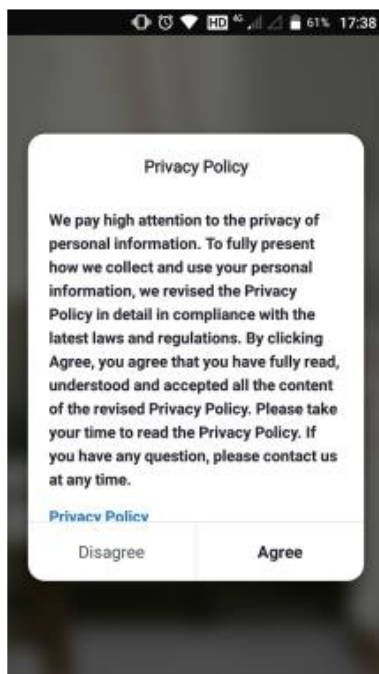 HD 4G 61% 17:38
Privacy Policy
We pay high attention to the privacy of
personal information. To fully present
how we collect and use your personal
information, we revised the Privacy
Policy in detail in compliance with the
latest laws and regulations. By clicking
Agree, you agree that you have fully read,
understood and accepted all the content
of the revised Privacy Policy. Please take
your time to read the Privacy Policy. If
you have any question, please contact us
at any time.
Privacy Policy
Disagree Agree